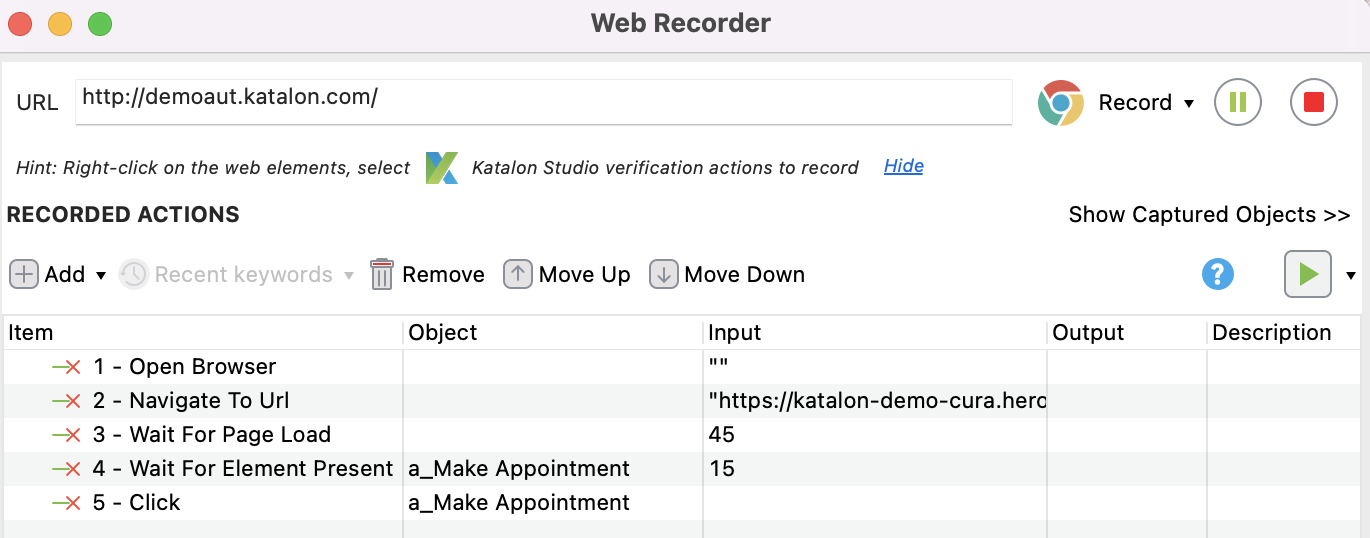 Web Recorder
URL http://demoaut.katalon.com/ Record
Hint: Right-click on the web elements, select Katalon Studio verification actions to record Hide
RECORDED ACTIONS Show Captured Objects >>
Add Recent keywords Remove Move Up Move Down ?
Item Object Input Output Description
1 - Open Browser ""
2 - Navigate To Url "https://katalon-demo-cura.hero
3 - Wait For Page Load 45
4 - Wait For Element Present a_Make Appointment 15
5 - Click a_Make Appointment